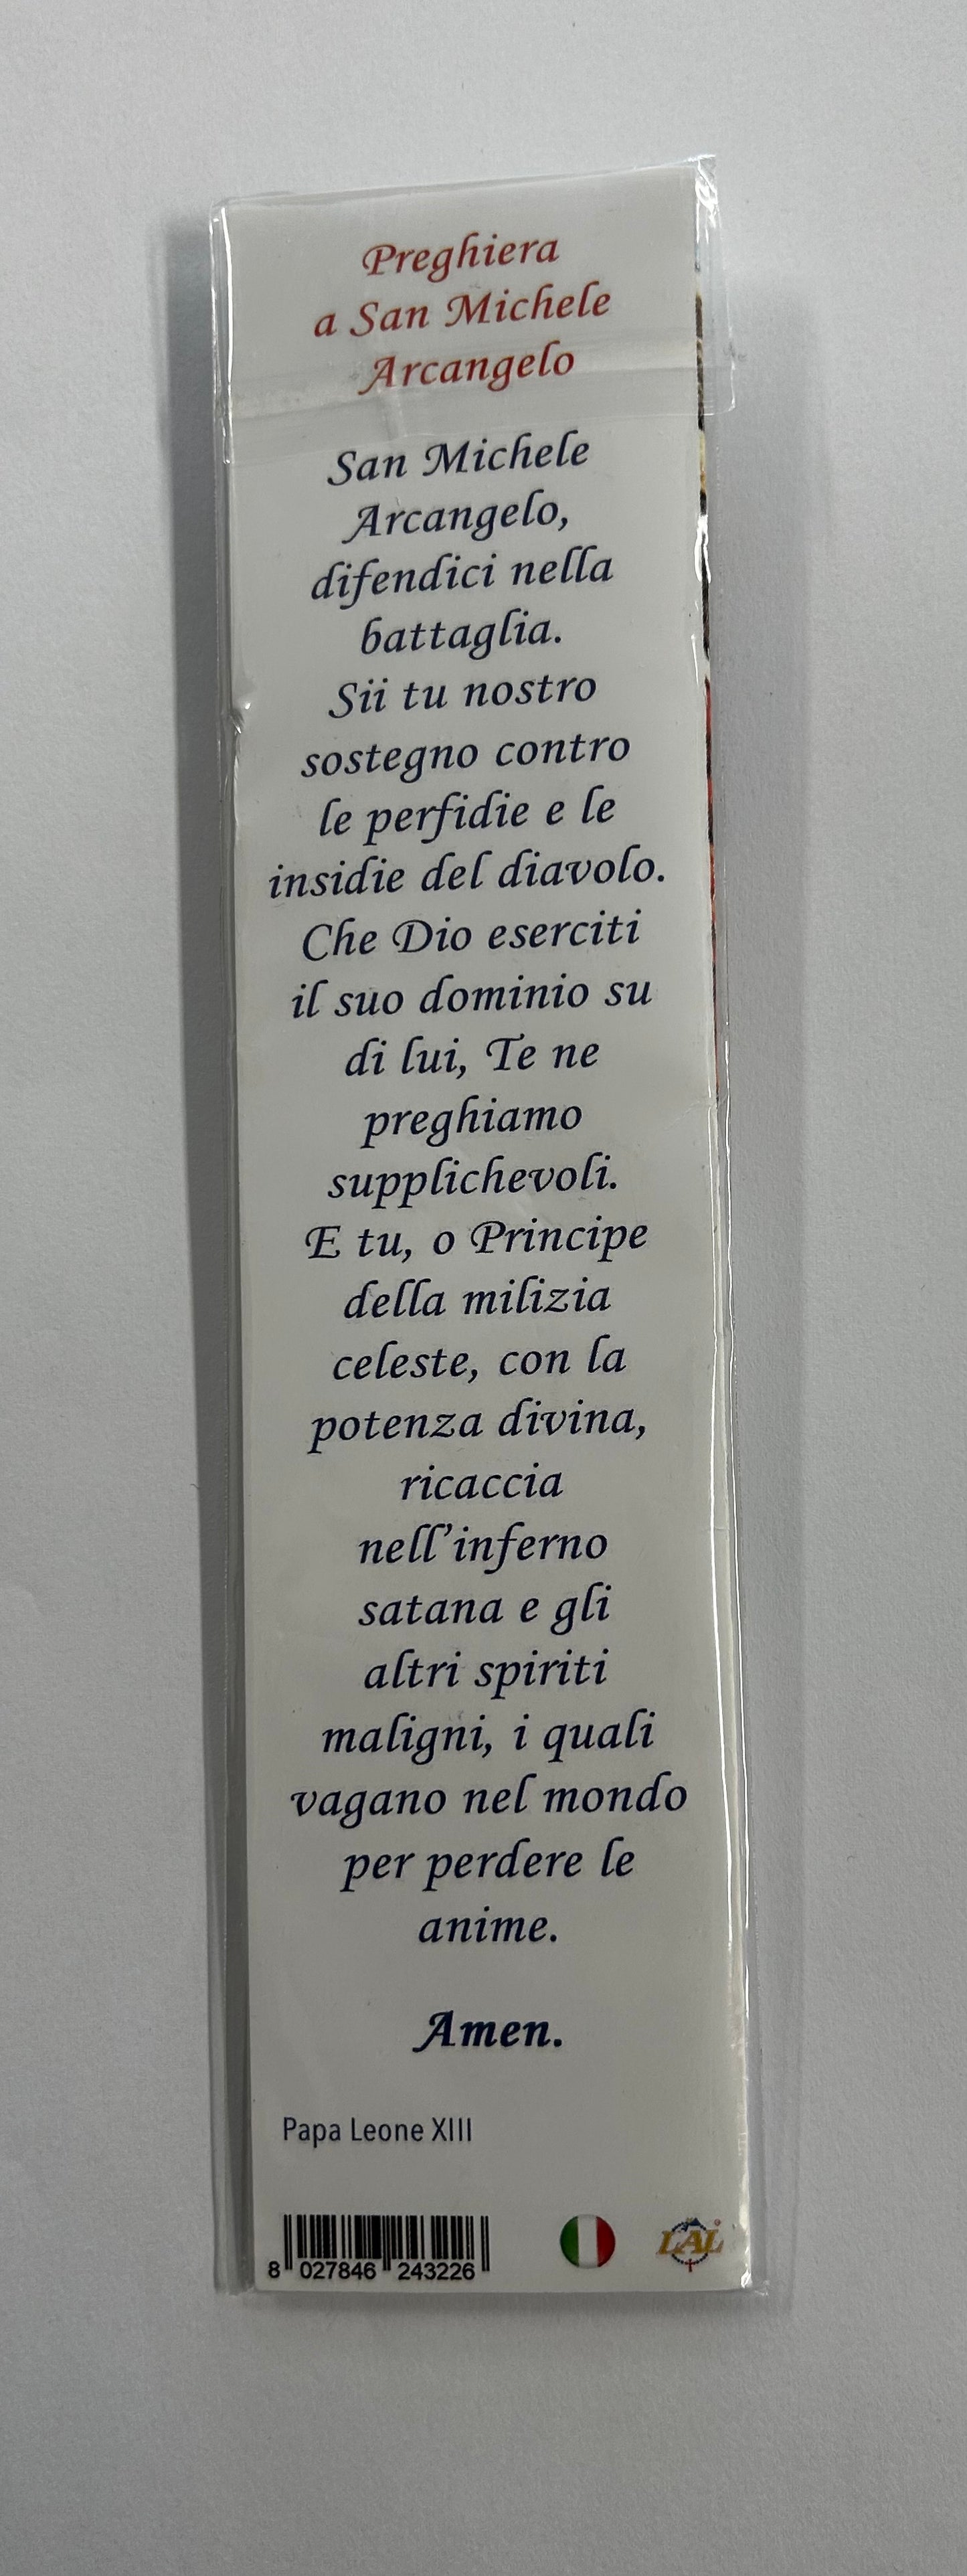 Preghiera
a San Michele
Arcangelo
San Michele
Arcangelo,
difendici nella
battaglia.
Sii tu nostro
sostegno contro
le perfidie e le
insidie del diavolo.
Che Dio eserciti
il suo dominio su
di lui, Te ne
preghiamo
supplichevoli.
E tu, o Principe
della milizia
celeste, con la
potenza divina,
ricaccia
nell'inferno
satana e gli
altri spiriti
maligni, i quali
vagano nel mondo
per perdere le
anime.
Amen.
Papa Leone XIII
8 027846 243226
LAL